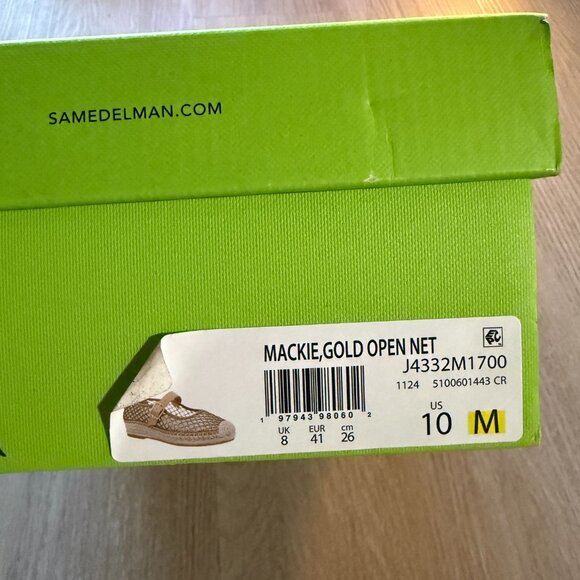 SAMEDELMAN.COM
MACKIE,GOLD OPEN NET
J4332M1700
1124 5100601443 CR
1 97943 98060 2
UK EUR cm
8 41 26
US
10 M